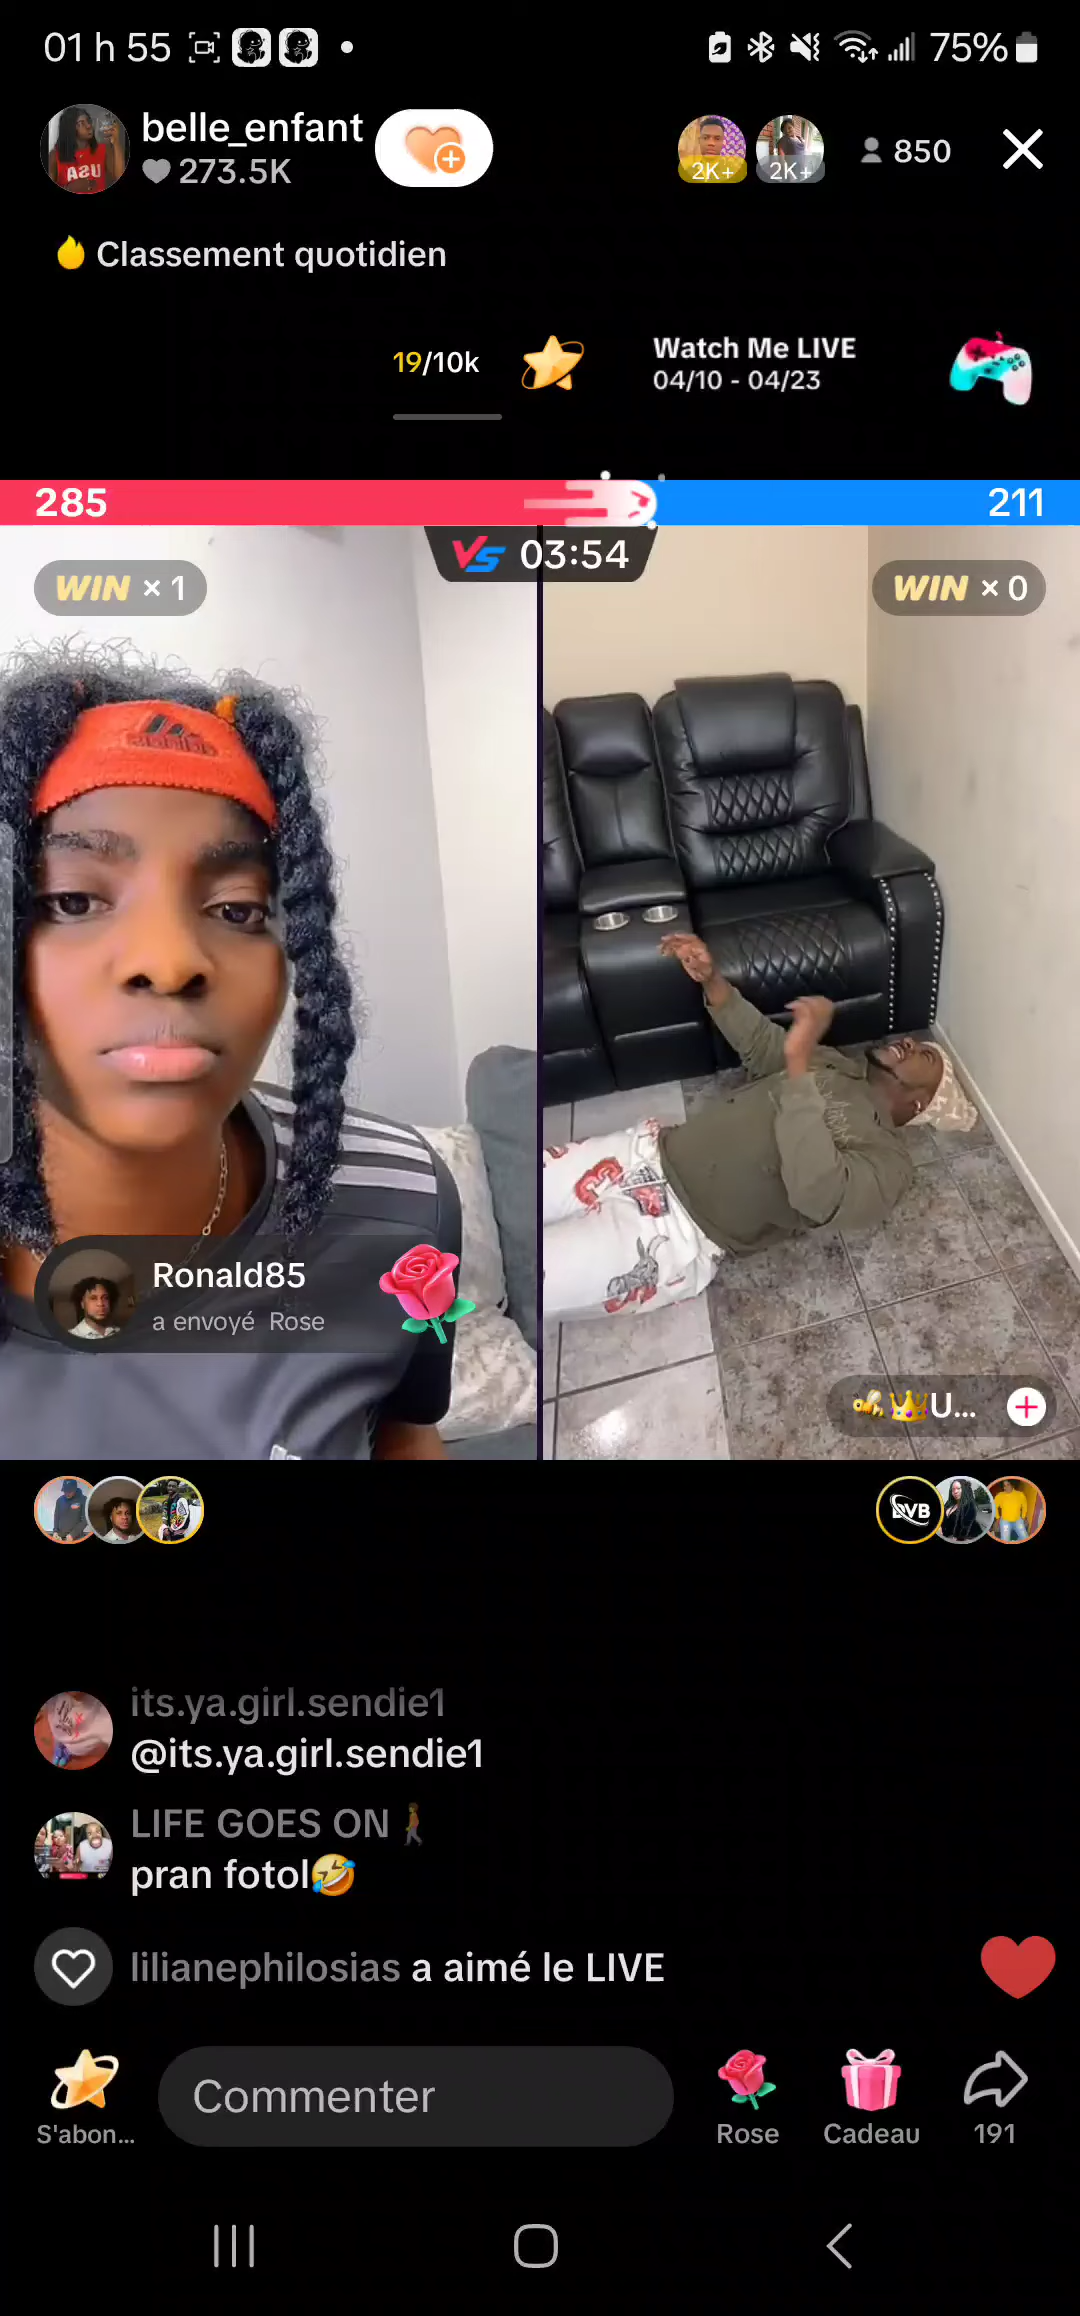 01 h 55
75%
belle_enfant
273.5K
2K+
2K+
850
Classement quotidien
19/10k
Watch Me LIVE
04/10 - 04/23
285
211
VS 03:54
WIN × 1
WIN × 0
Ronald85
a envoyé Rose
U...
DVB
its.ya.girl.sendie1
@its.ya.girl.sendie1
LIFE GOES ON
pran fotol
lilianephilosias a aimé le LIVE
S'abon...
Commenter
Rose
Cadeau
191